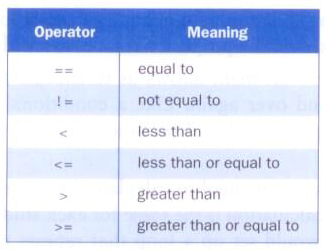 Operator Meaning
== equal to
!= not equal to
< less than
<= less than or equal to
> greater than
>= greater than or equal to